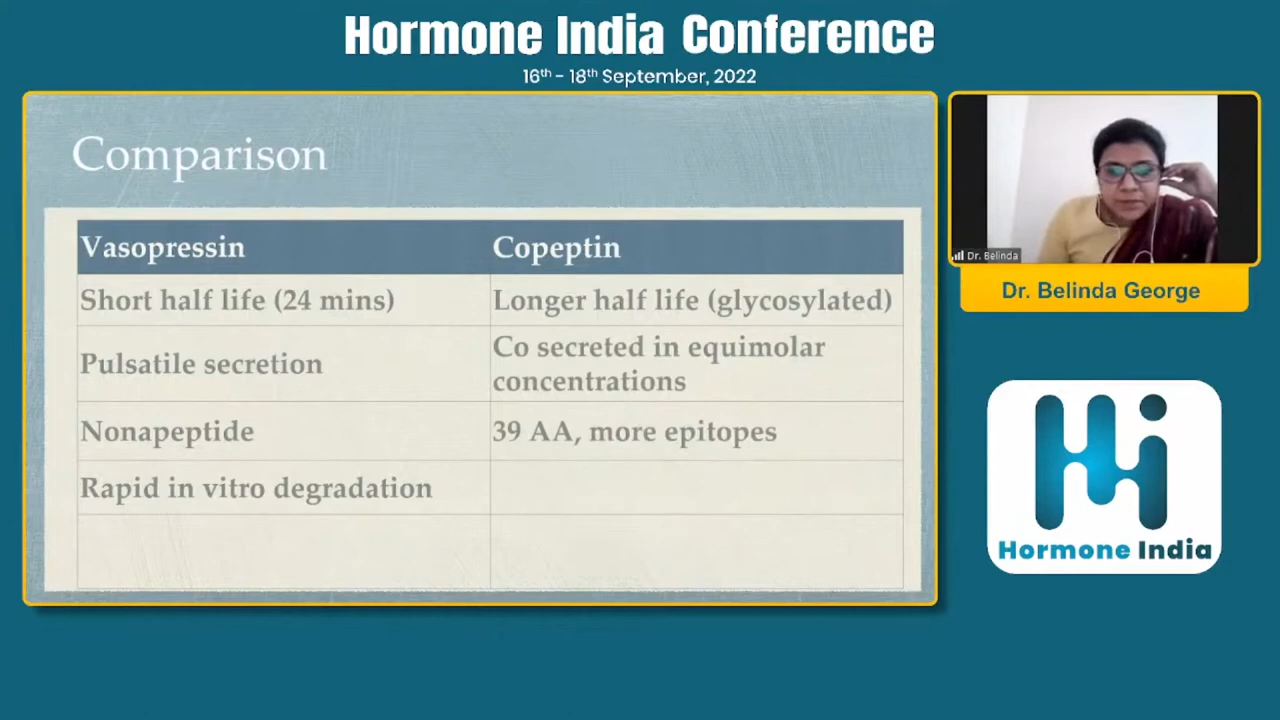 Hormone India Conference
16th - 18th September, 2022
Comparison
Vasopressin
Copeptin
Short half life (24 mins)
Longer half life (glycosylated)
Pulsatile secretion
Co secreted in equimolar
concentrations
Nonapeptide
39 AA, more epitopes
Rapid in vitro degradation
Dr. Belinda
Dr. Belinda George
Hi
Hormone India